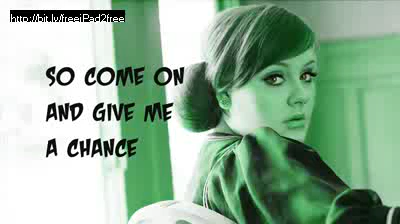 http://bit.ly/freeiPad2free
SO COME ON
AND GIVE ME
A CHANCE